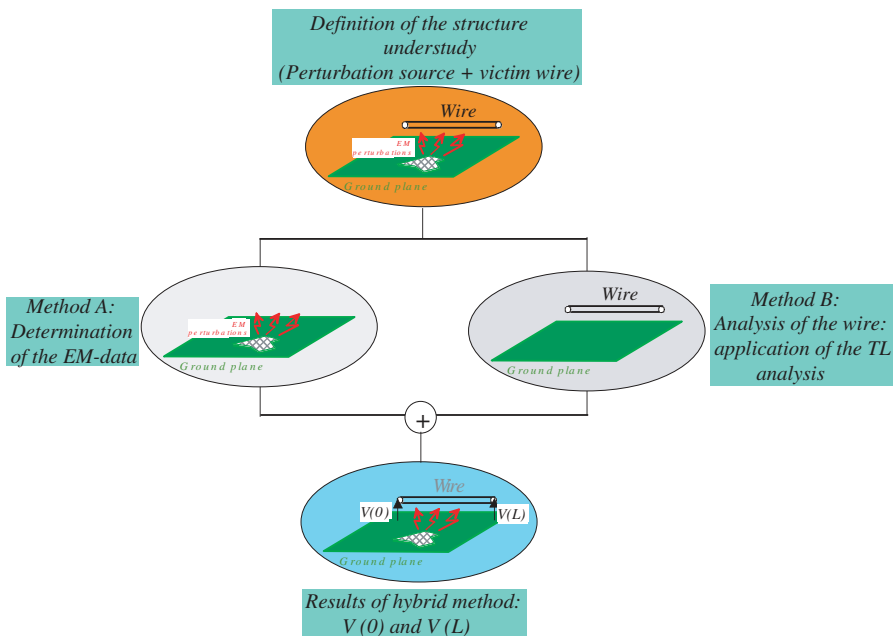 Definition of the structure
understudy
(Perturbation source + victim wire)
Wire
EM
perturbations
Ground plane
Method A:
Determination
of the EM-data
EM
perturbations
Ground plane
Wire
Ground plane
Method B:
Analysis of the wire:
application of the TL
analysis
+
Wire
V(0)
V(L)
Ground plane
Results of hybrid method:
V (0) and V (L)